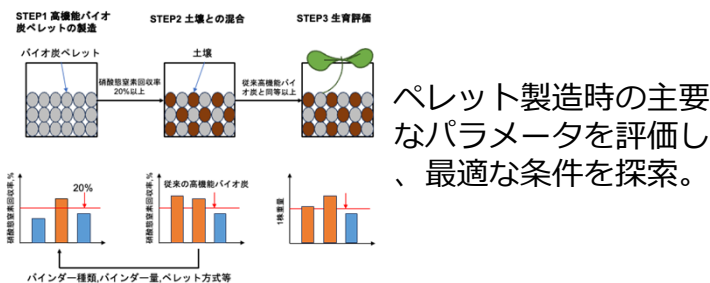 STEP1 高機能バイオ
炭ペレットの製造
STEP2 土壌との混合
STEP3 生育評価
バイオ炭ペレット
土壌
硝酸態窒素回収率
20%以上
従来高機能バイ
オ炭と同等以上
ペレット製造時の主要
なパラメータを評価し
、最適な条件を探索。
硝酸態窒素回収率,%
20%
硝酸態窒素回収率,%
従来の高機能バイオ炭
1株重量
バインダー種類,バインダー量,ペレット方式等